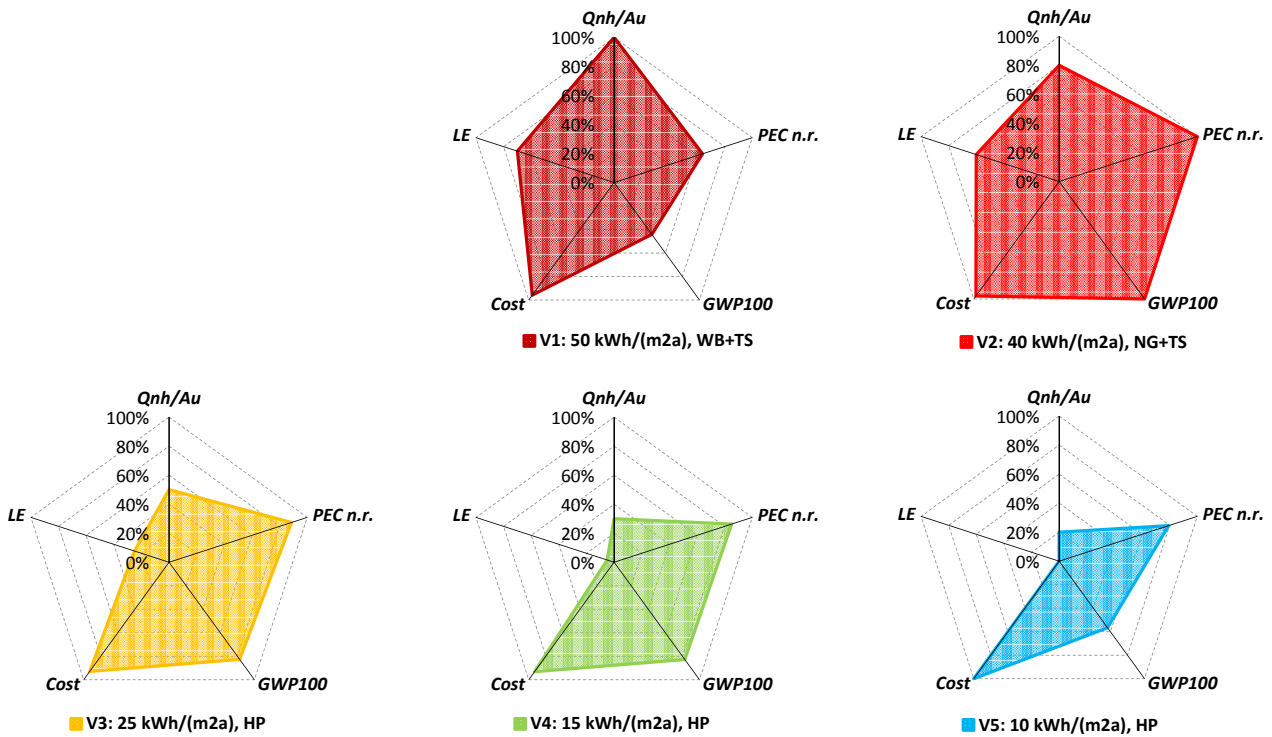 Qnh/Au
100%
80%
60%
40%
20%
0%
LE
PEC n.r.
Cost
GWP100
V1: 50 kWh/(m2a), WB+TS
Qnh/Au
100%
80%
60%
40%
20%
0%
LE
PEC n.r.
Cost
GWP100
V2: 40 kWh/(m2a), NG+TS
Qnh/Au
100%
80%
60%
40%
20%
0%
LE
PEC n.r.
Cost
GWP100
V3: 25 kWh/(m2a), HP
Qnh/Au
100%
80%
60%
40%
20%
0%
LE
PEC n.r.
Cost
GWP100
V4: 15 kWh/(m2a), HP
Qnh/Au
100%
80%
60%
40%
20%
0%
LE
PEC n.r.
Cost
GWP100
V5: 10 kWh/(m2a), HP